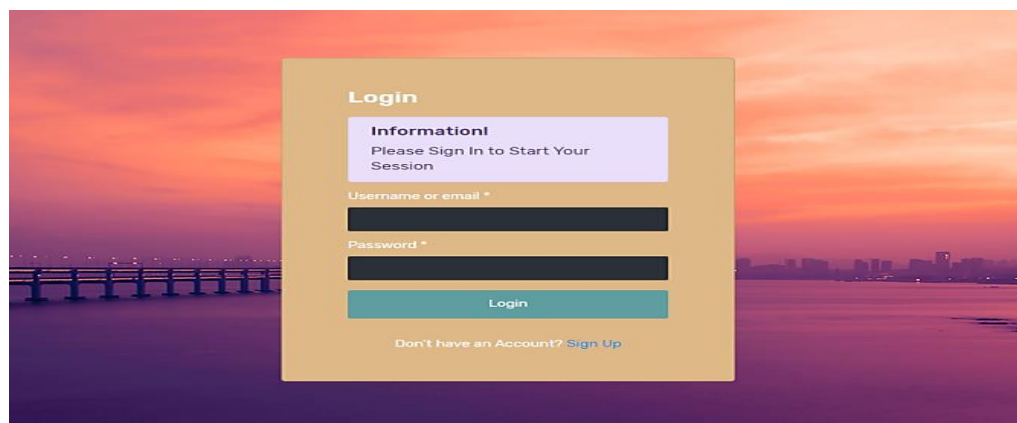 Login
Information!
Please Sign In to Start Your
Session
Username or email *
Password *
Login
Don't have an Account? Sign Up